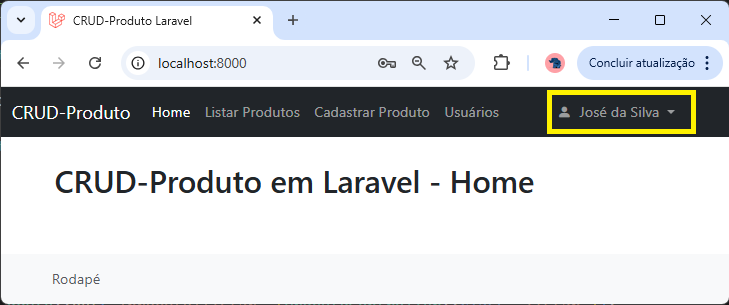 CRUD-Produto Laravel
localhost:8000
Concluir atualização
CRUD-Produto Home Listar Produtos Cadastrar Produto Usuários José da Silva
CRUD-Produto em Laravel - Home
Rodapé